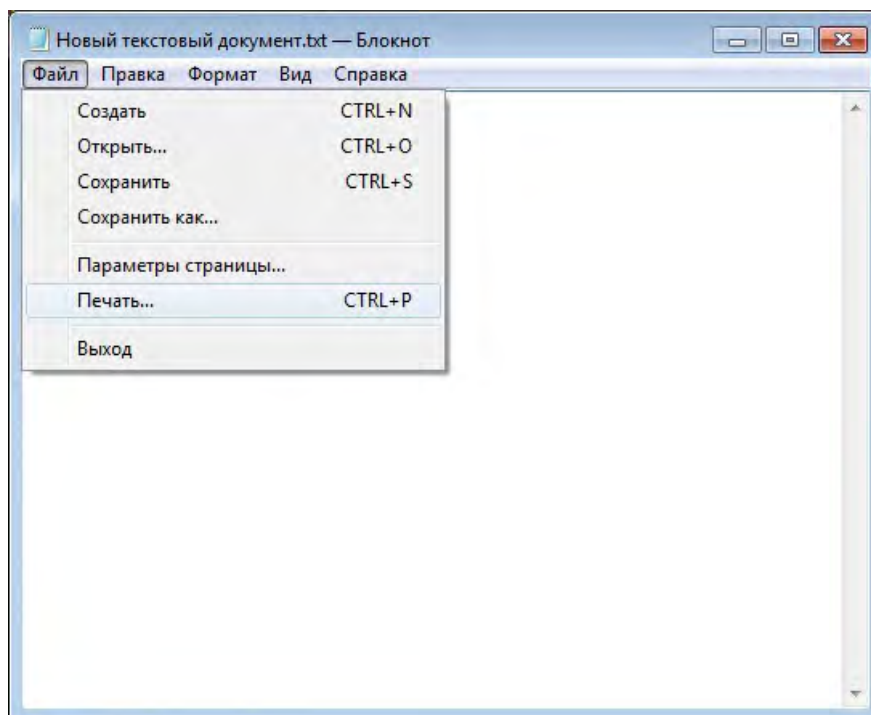 Новый текстовый документ.txt — Блокнот
Файл Правка Формат Вид Справка
Создать CTRL+N
Открыть... CTRL+O
Сохранить CTRL+S
Сохранить как...
Параметры страницы...
Печать... CTRL+P
Выход